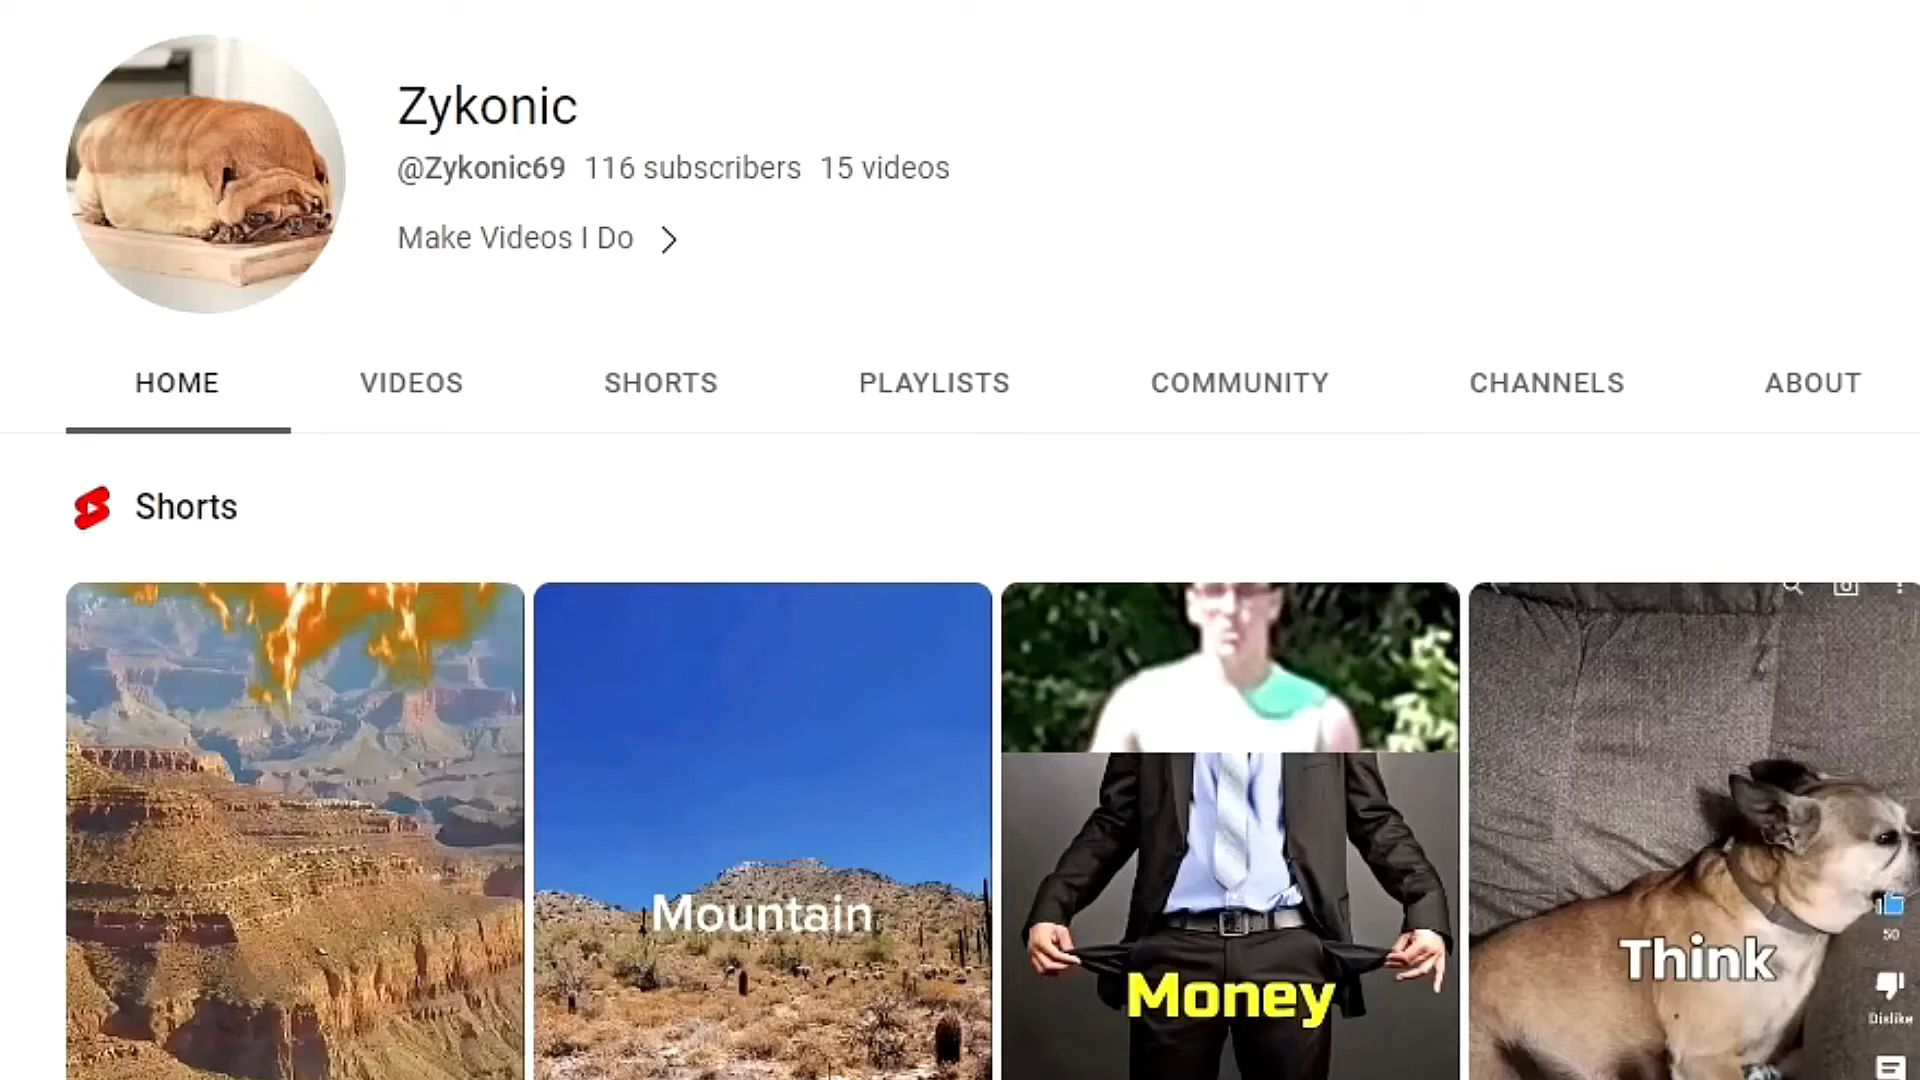 Zykonic
@Zykonic69 116 subscribers 15 videos
Make Videos I Do
HOME VIDEOS SHORTS PLAYLISTS COMMUNITY CHANNELS ABOUT
Shorts
Mountain
Money
Think
50
Dislike